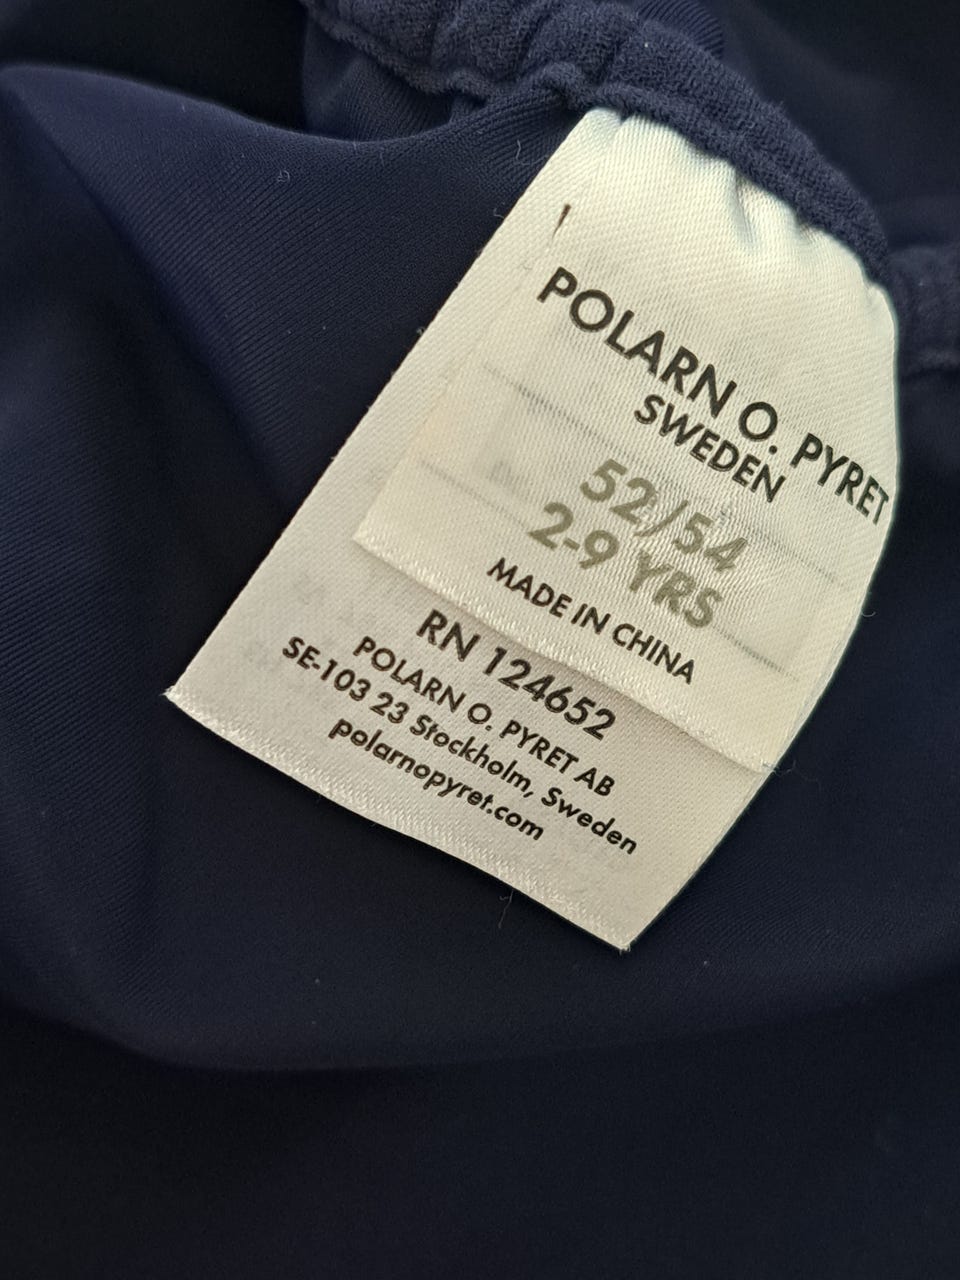 POLARN O. PYRET
SWEDEN
52/54
2-9 YRS
MADE IN CHINA
RN 124652
POLARN O. PYRET AB
SE-103 23 Stockholm, Sweden
polarnopyret.com